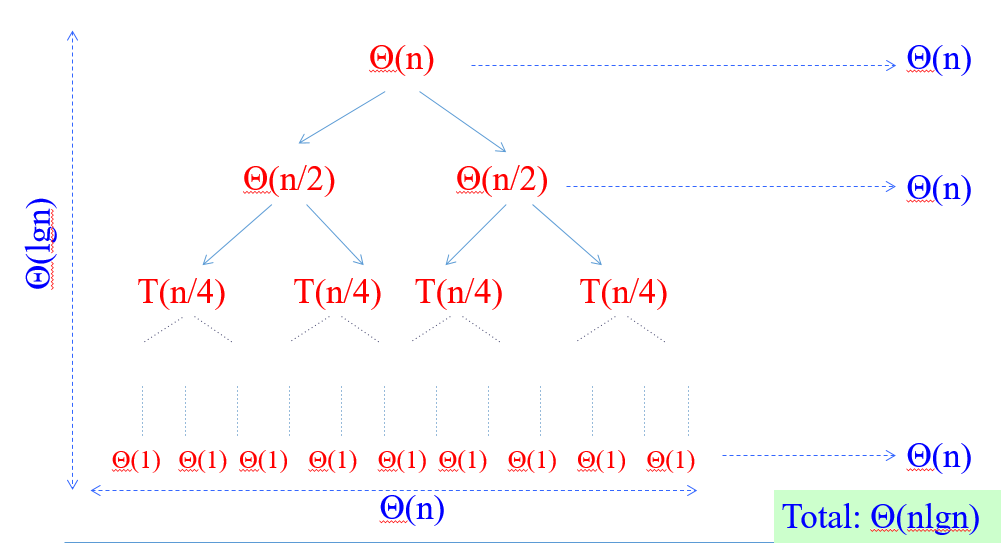 Θ(n) Θ(n)
Θ(n/2) Θ(n/2) Θ(n)
Θ(lgn)
T(n/4) T(n/4) T(n/4) T(n/4)
Θ(1) Θ(1) Θ(1) Θ(1) Θ(1) Θ(1) Θ(1) Θ(1) Θ(1) Θ(n)
Θ(n)
Total: Θ(nlgn)